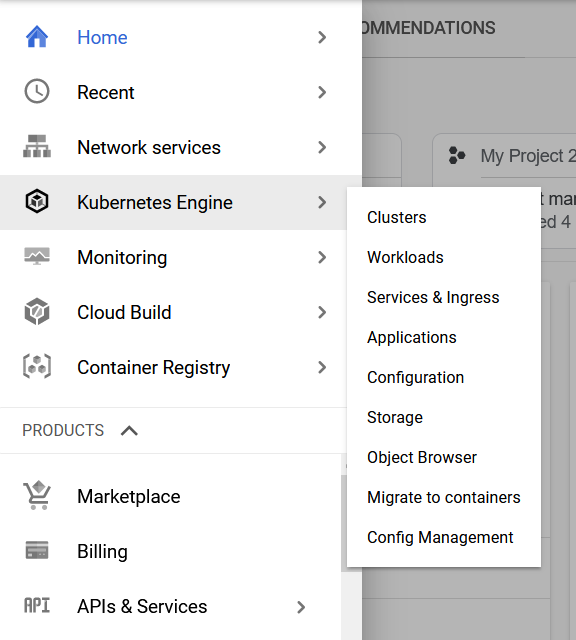 Home
OMMENDATIONS
Recent
Network services
My Project 2
Kubernetes Engine
t mar
ed 4
Clusters
Workloads
Services & Ingress
Applications
Configuration
Storage
Object Browser
Migrate to containers
Config Management
Monitoring
Cloud Build
Container Registry
PRODUCTS
Marketplace
Billing
API APIs & Services